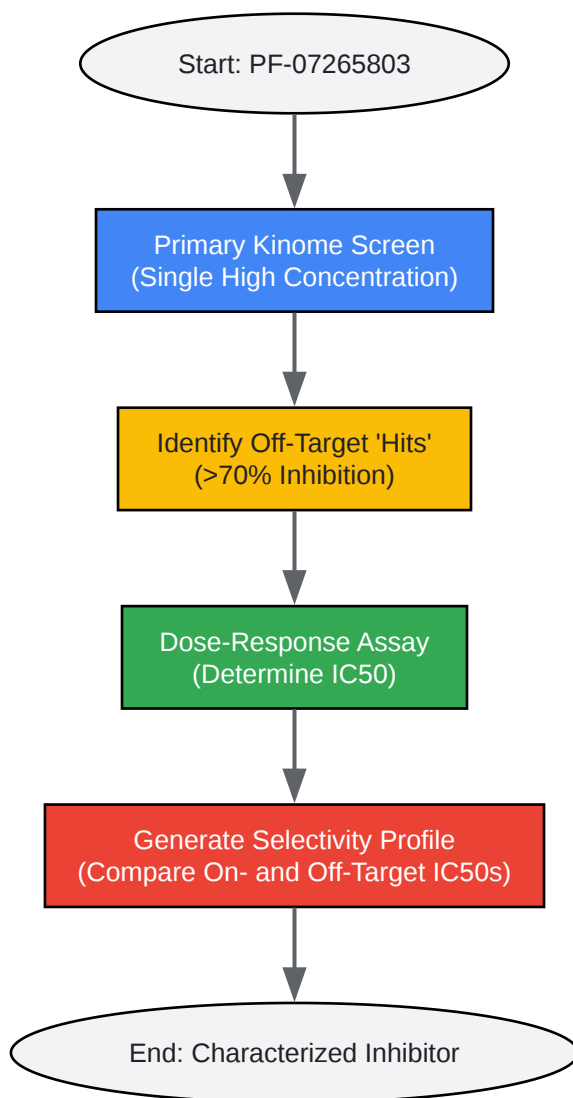 Start: PF-07265803
Primary Kinome Screen
(Single High Concentration)
Identify Off-Target 'Hits'
(>70% Inhibition)
Dose-Response Assay
(Determine IC50)
Generate Selectivity Profile
(Compare On- and Off-Target IC50s)
End: Characterized Inhibitor